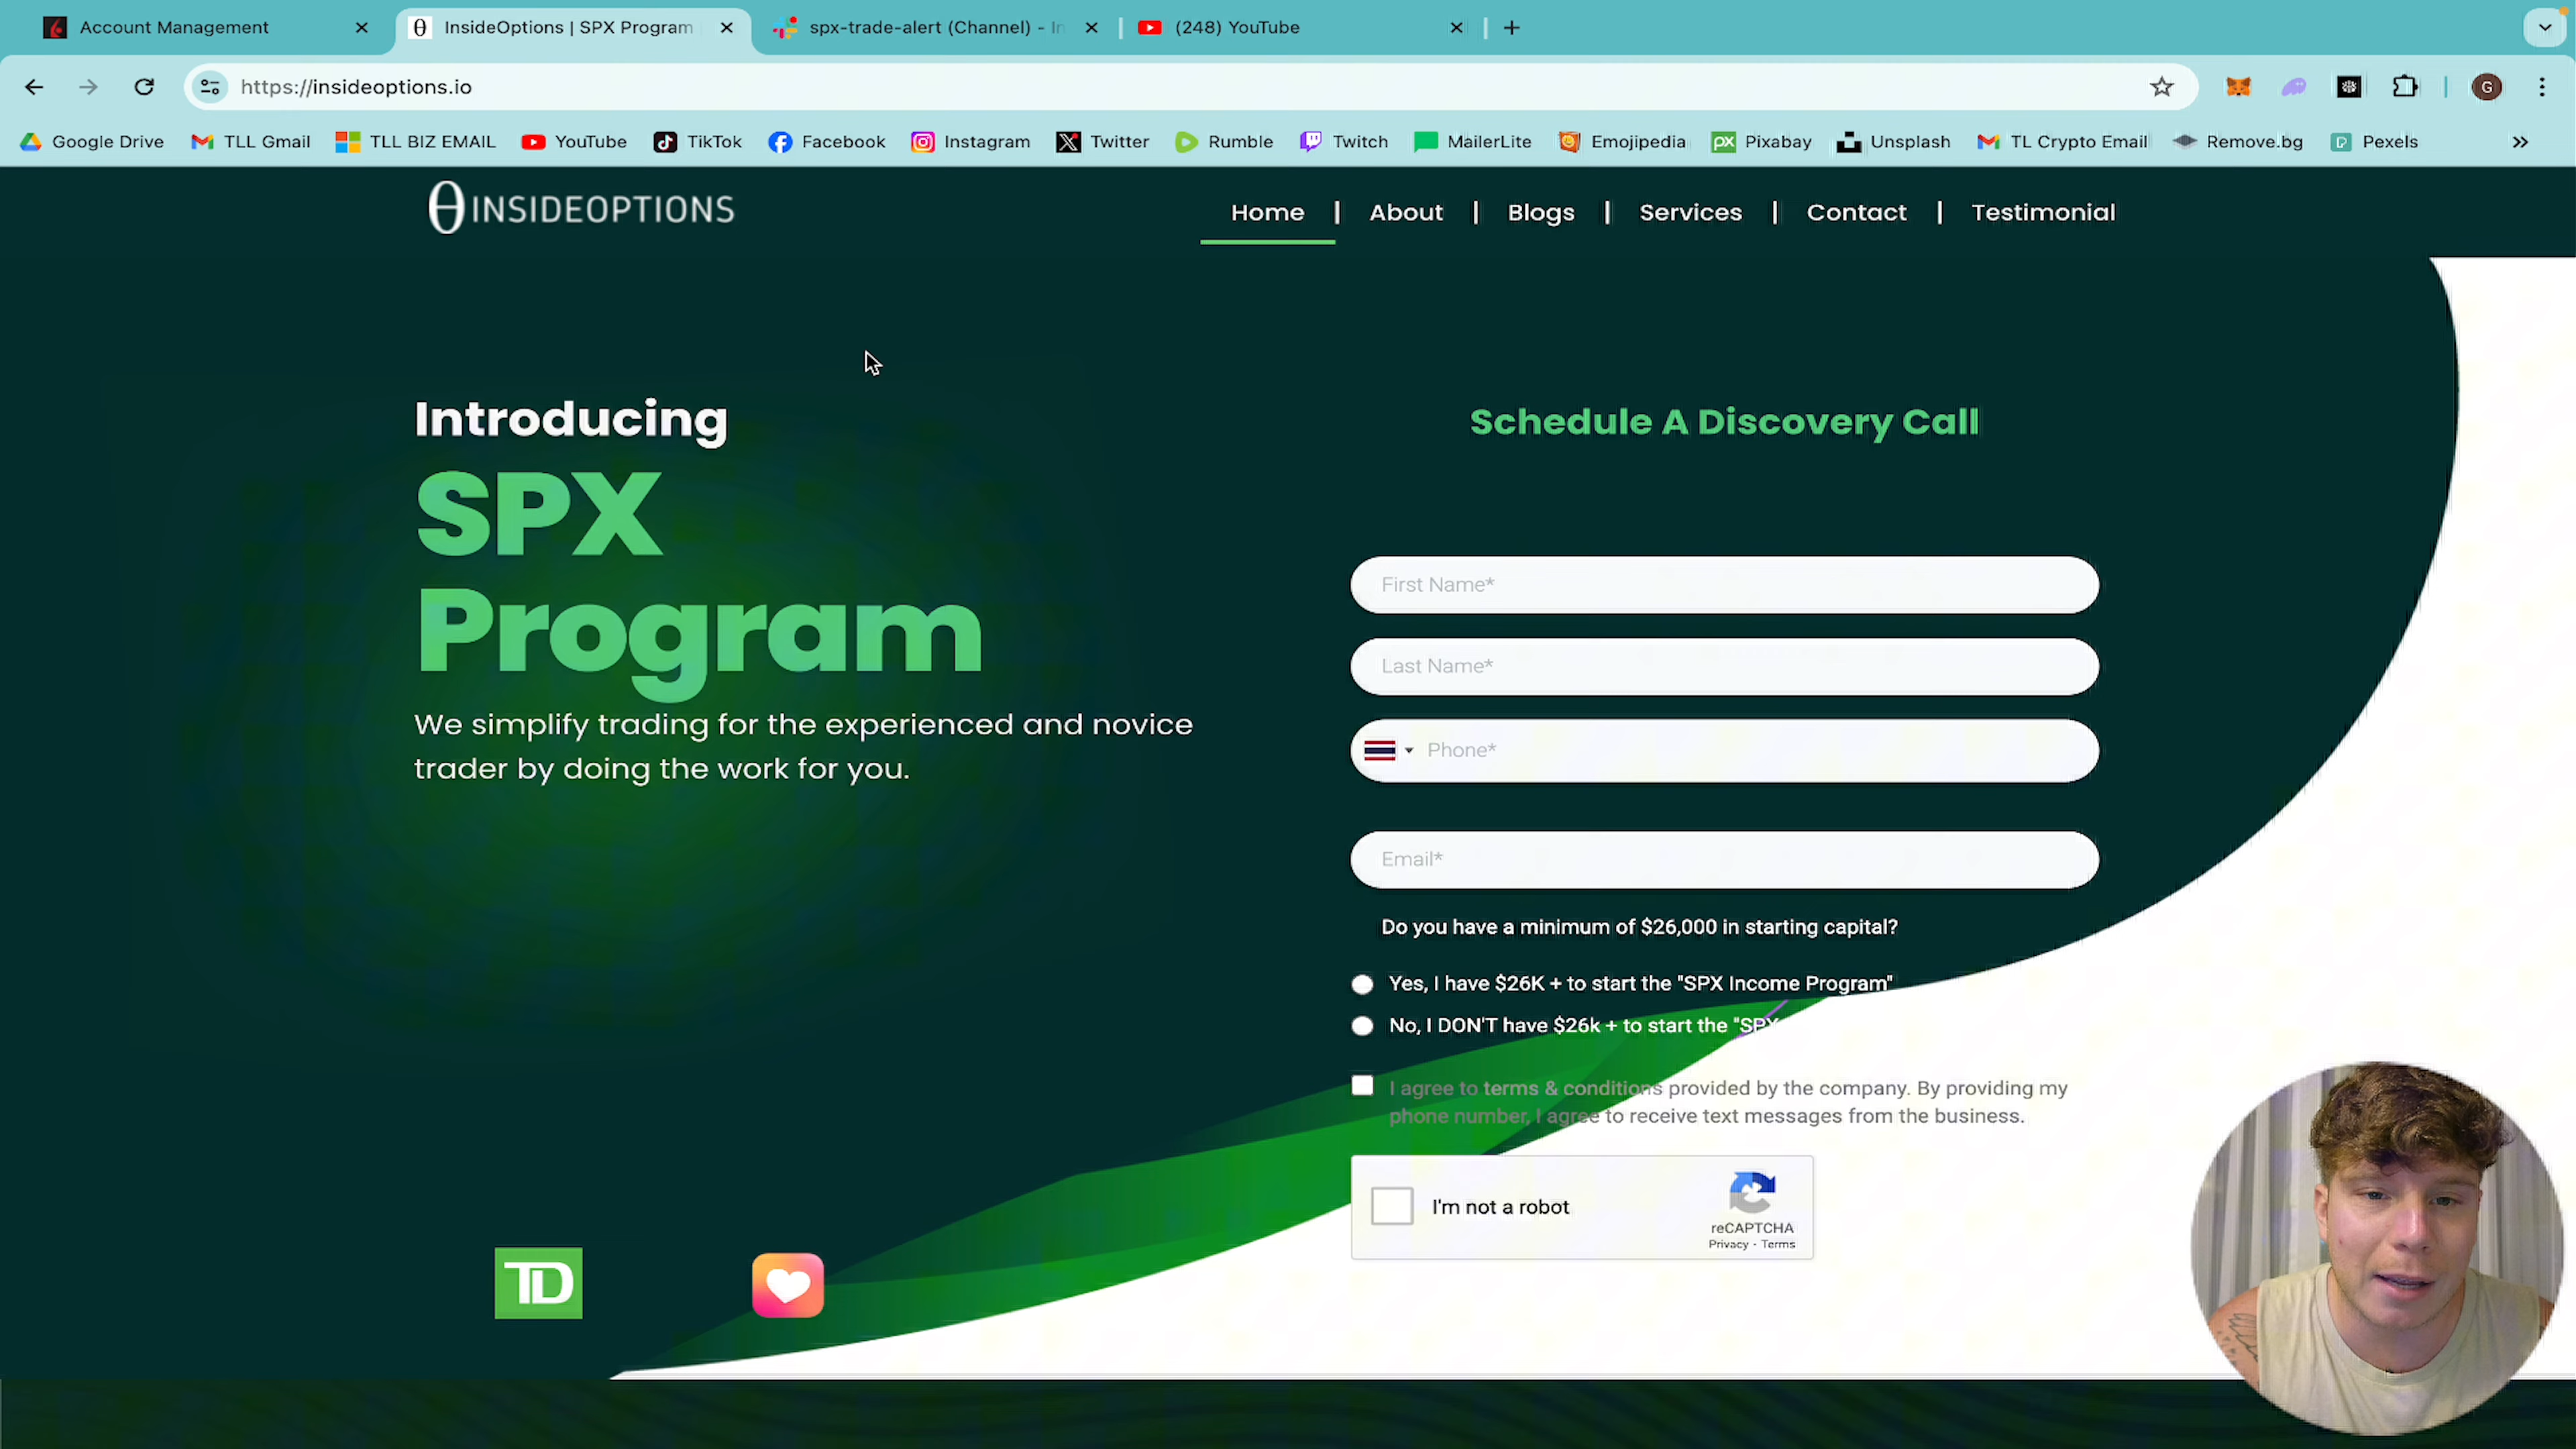 Account Management
InsideOptions | SPX Program
spx-trade-alert (Channel) - In
(248) YouTube
https://insideoptions.io
G
Google Drive
TLL Gmail
TLL BIZ EMAIL
YouTube
TikTok
Facebook
Instagram
Twitter
Rumble
Twitch
MailerLite
Emojipedia
px Pixabay
Unsplash
TL Crypto Email
Remove.bg
Pexels
INSIDEOPTIONS
Home | About | Blogs | Services | Contact | Testimonial
Introducing
SPX
Program
We simplify trading for the experienced and novice
trader by doing the work for you.
Schedule A Discovery Call
First Name*
Last Name*
Phone*
Email*
Do you have a minimum of $26,000 in starting capital?
Yes, I have $26K + to start the "SPX Income Program"
No, I DON'T have $26k + to start the "SPX
I agree to terms & conditions provided by the company. By providing my
phone number, I agree to receive text messages from the business.
I'm not a robot
reCAPTCHA
Privacy - Terms
TD